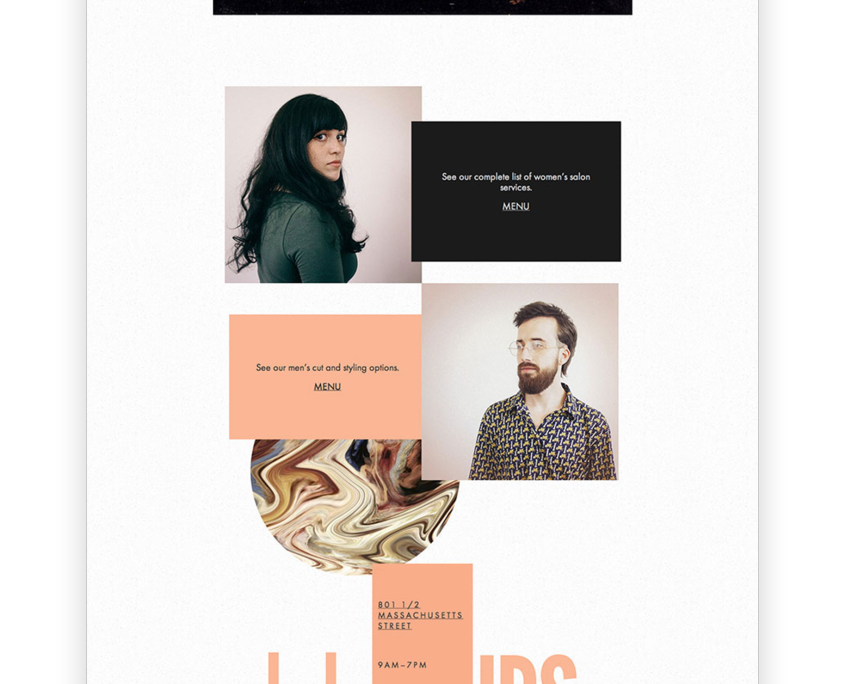 See our complete list of women's salon
services.
MENU
See our men's cut and styling options.
MENU
801 1/2
MASSACHUSETTS
STREET
9AM–7PM